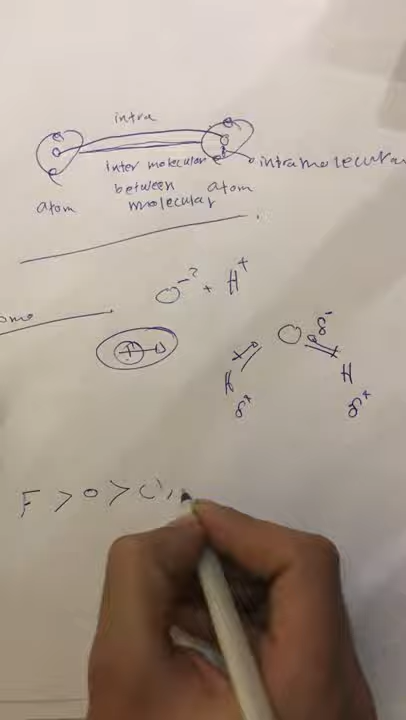 intra
inter molecular intramolecular
between atom
atom molecular
O⁻² + H⁺
O δ⁻
H H
δ⁺ δ⁺
F > O > Cl,